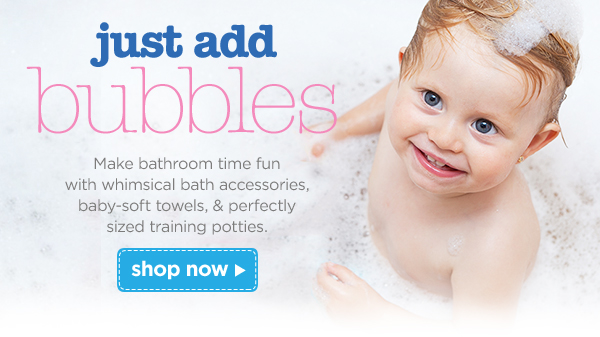 just add
bubbles
Make bathroom time fun
with whimsical bath accessories,
baby-soft towels, & perfectly
sized training potties.
shop now ▶